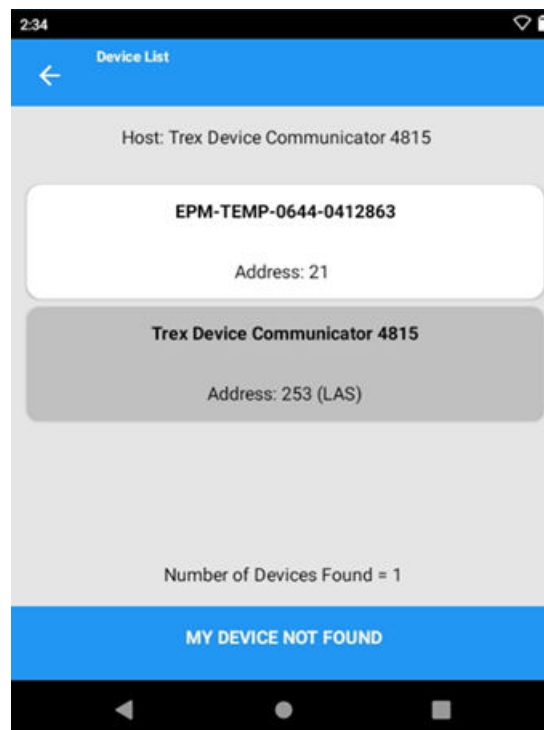 2:34
Device List
Host: Trex Device Communicator 4815
EPM-TEMP-0644-0412863
Address: 21
Trex Device Communicator 4815
Address: 253 (LAS)
Number of Devices Found = 1
MY DEVICE NOT FOUND